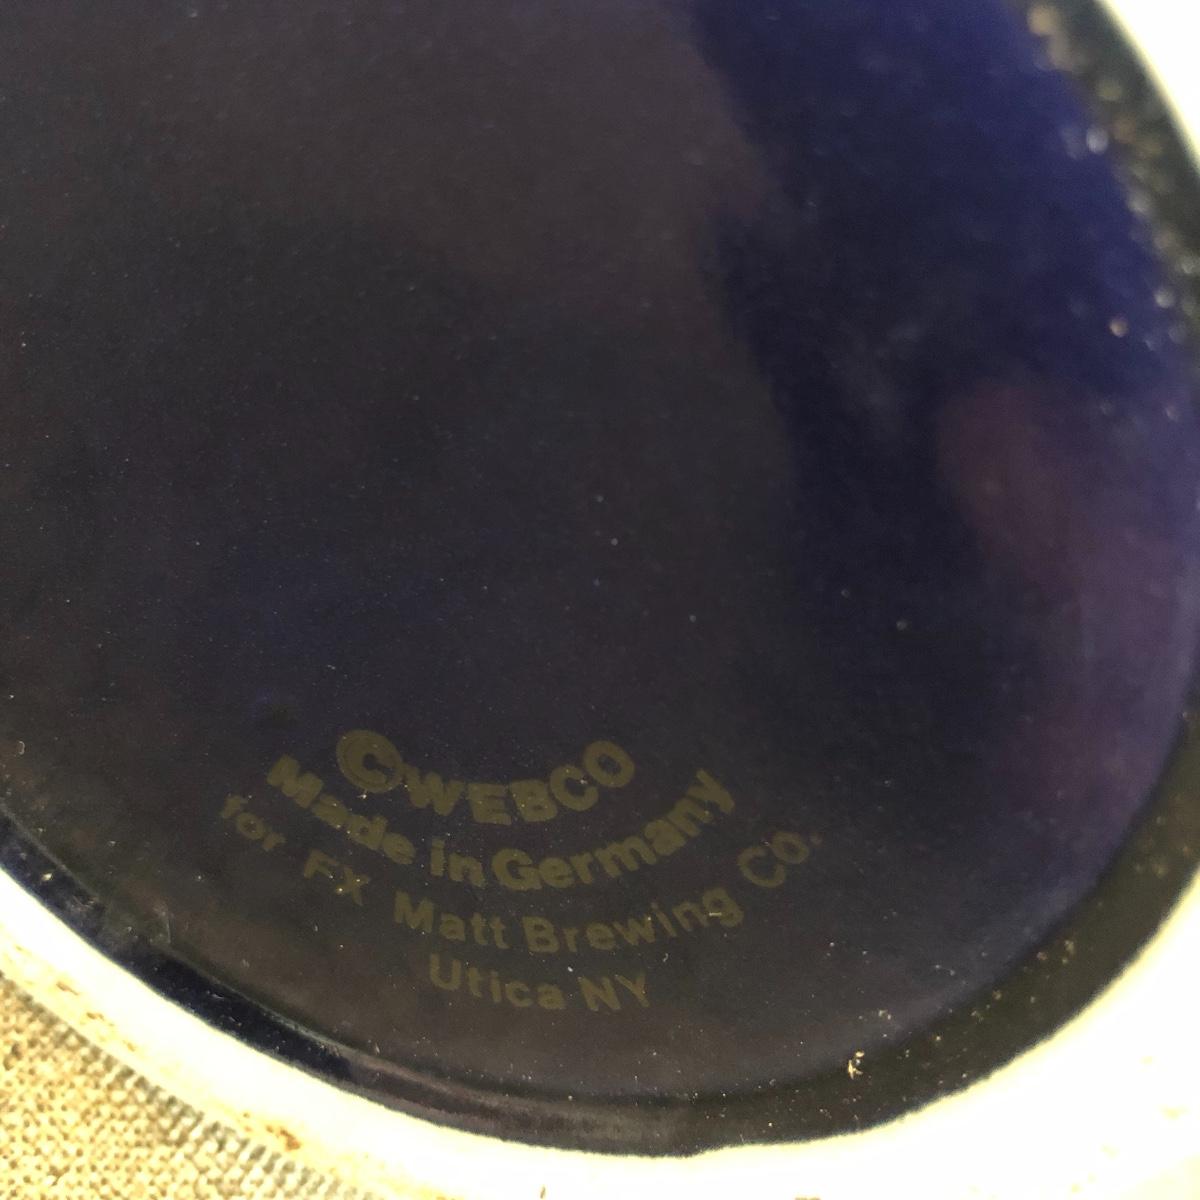 ©WEBCO
Made in Germany
for FX Matt Brewing Co.
Utica NY